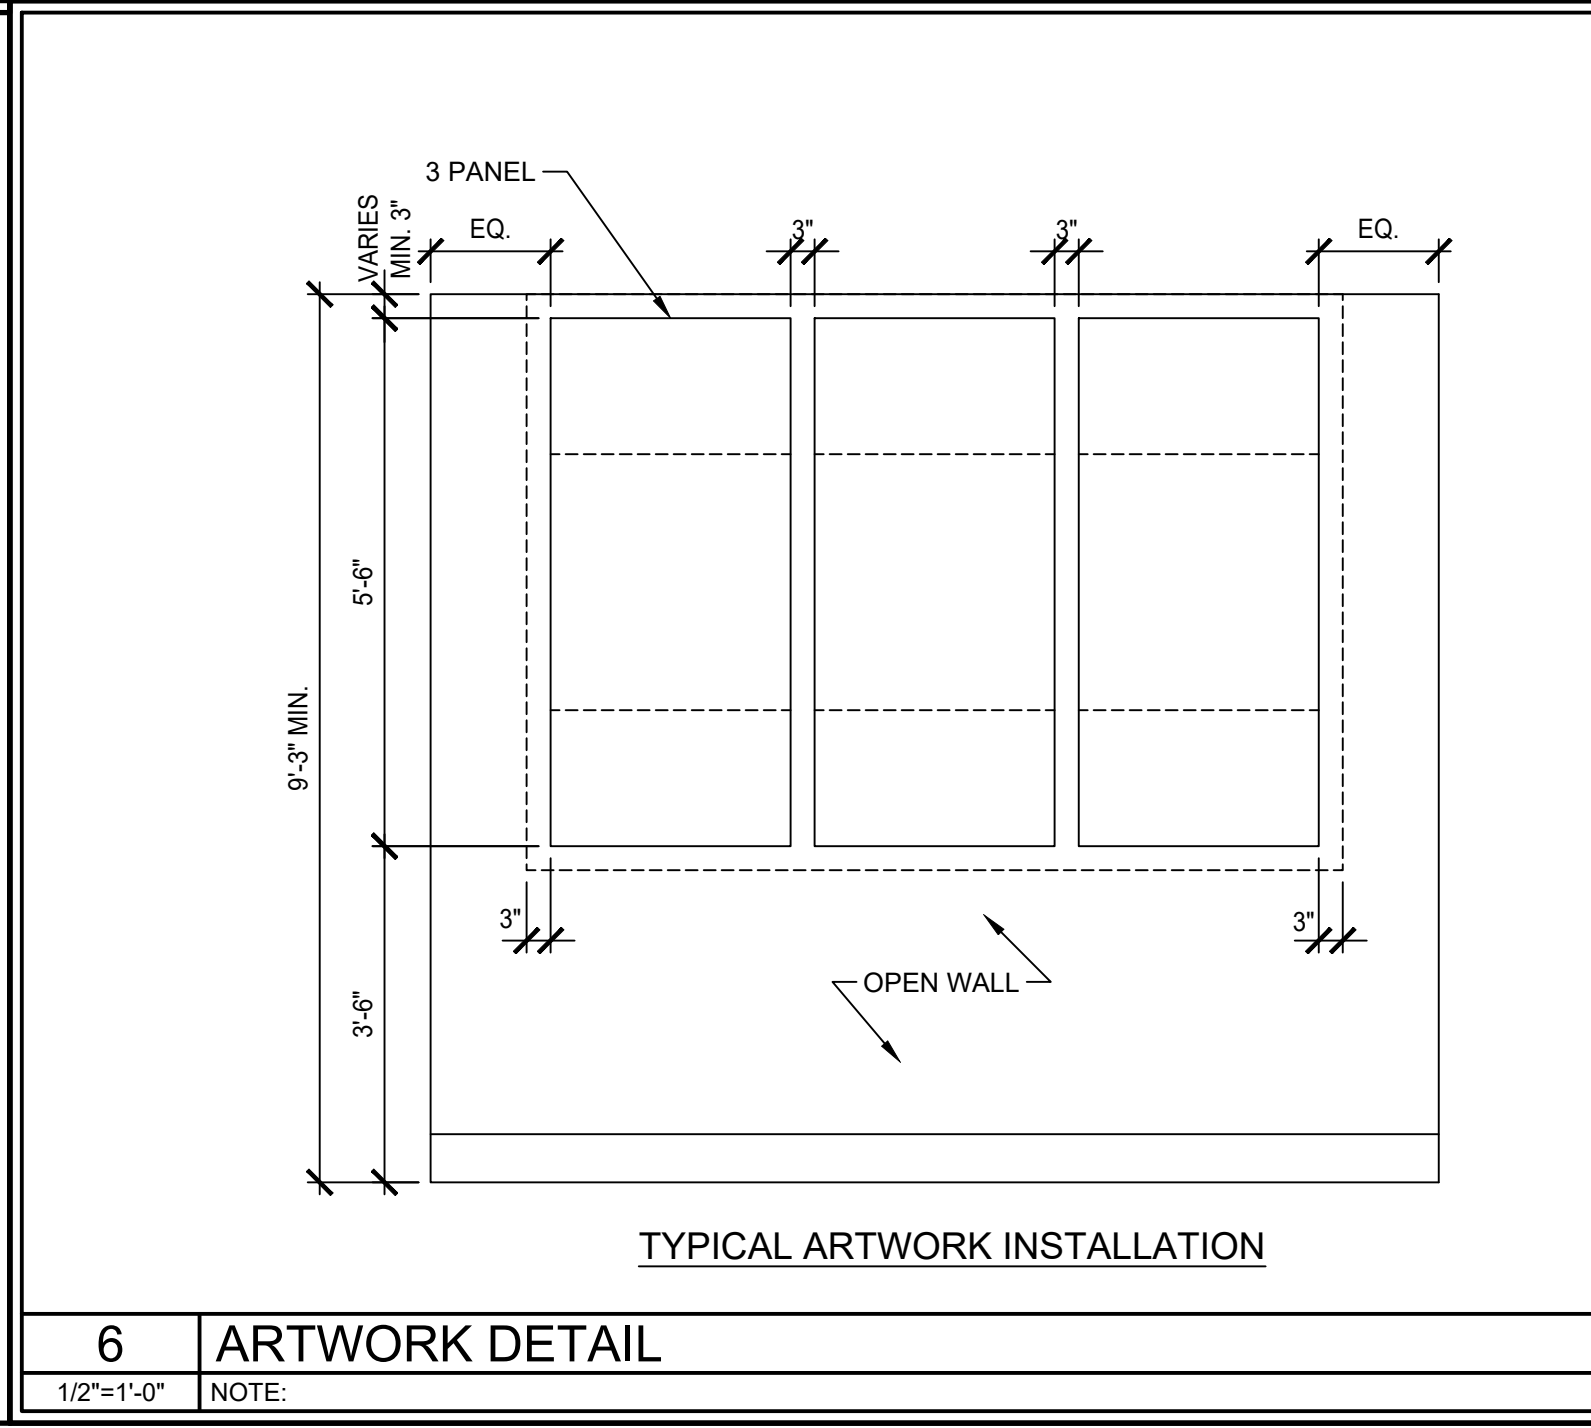 3 PANEL
VARIES
MIN. 3"
EQ.
3"
3"
EQ.
5'-6"
9'-3" MIN.
3"
3"
OPEN WALL
3'-6"
TYPICAL ARTWORK INSTALLATION
6
ARTWORK DETAIL
1/2"=1'-0"
NOTE: